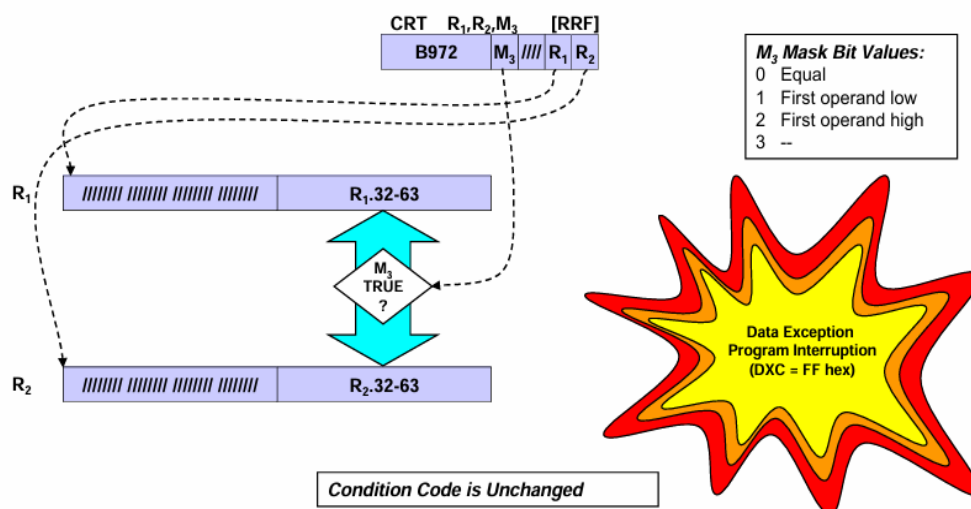 CRT R1,R2,M3 [RRF]
B972 M3 //// R1 R2
M3 Mask Bit Values:
0 Equal
1 First operand low
2 First operand high
3 --
R1 //////// //////// //////// //////// R1.32-63
M3
TRUE
?
Data Exception
Program Interruption
(DXC = FF hex)
R2 //////// //////// //////// //////// R2.32-63
Condition Code is Unchanged